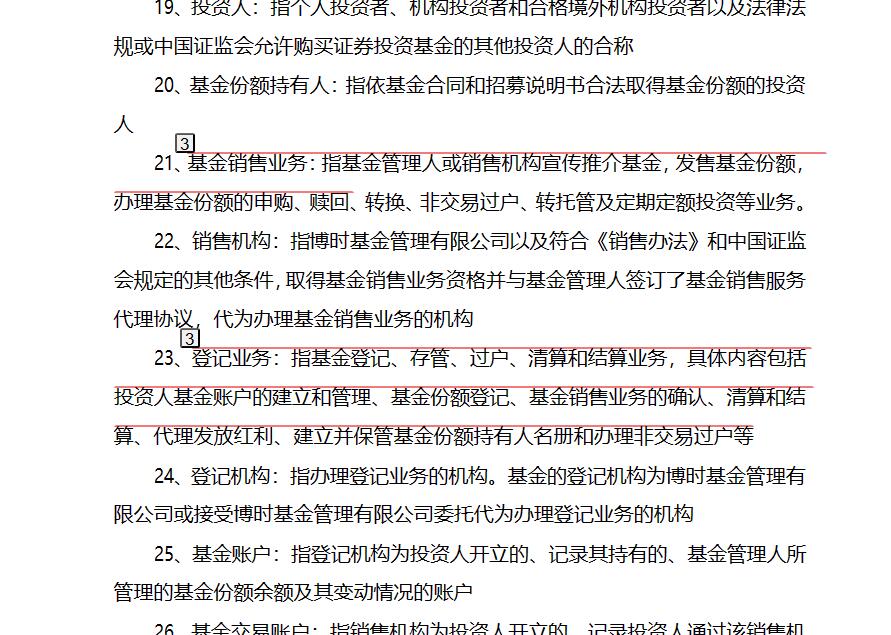 19、投资人：指个人投资者、机构投资者和合格境外机构投资者以及法律法
规或中国证监会允许购买证券投资基金的其他投资人的合称
20、基金份额持有人：指依基金合同和招募说明书合法取得基金份额的投资
人
3
21、基金销售业务：指基金管理人或销售机构宣传推介基金，发售基金份额，
办理基金份额的申购、赎回、转换、非交易过户、转托管及定期定额投资等业务。
22、销售机构：指博时基金管理有限公司以及符合《销售办法》和中国证监
会规定的其他条件，取得基金销售业务资格并与基金管理人签订了基金销售服务
代理协议，代为办理基金销售业务的机构
3
23、登记业务：指基金登记、存管、过户、清算和结算业务，具体内容包括
投资人基金账户的建立和管理、基金份额登记、基金销售业务的确认、清算和结
算、代理发放红利、建立并保管基金份额持有人名册和办理非交易过户等
24、登记机构：指办理登记业务的机构。基金的登记机构为博时基金管理有
限公司或接受博时基金管理有限公司委托代为办理登记业务的机构
25、基金账户：指登记机构为投资人开立的、记录其持有的、基金管理人所
管理的基金份额余额及其变动情况的账户
26、基金交易账户：指销售机构为投资人开立的、记录投资人通过该销售机